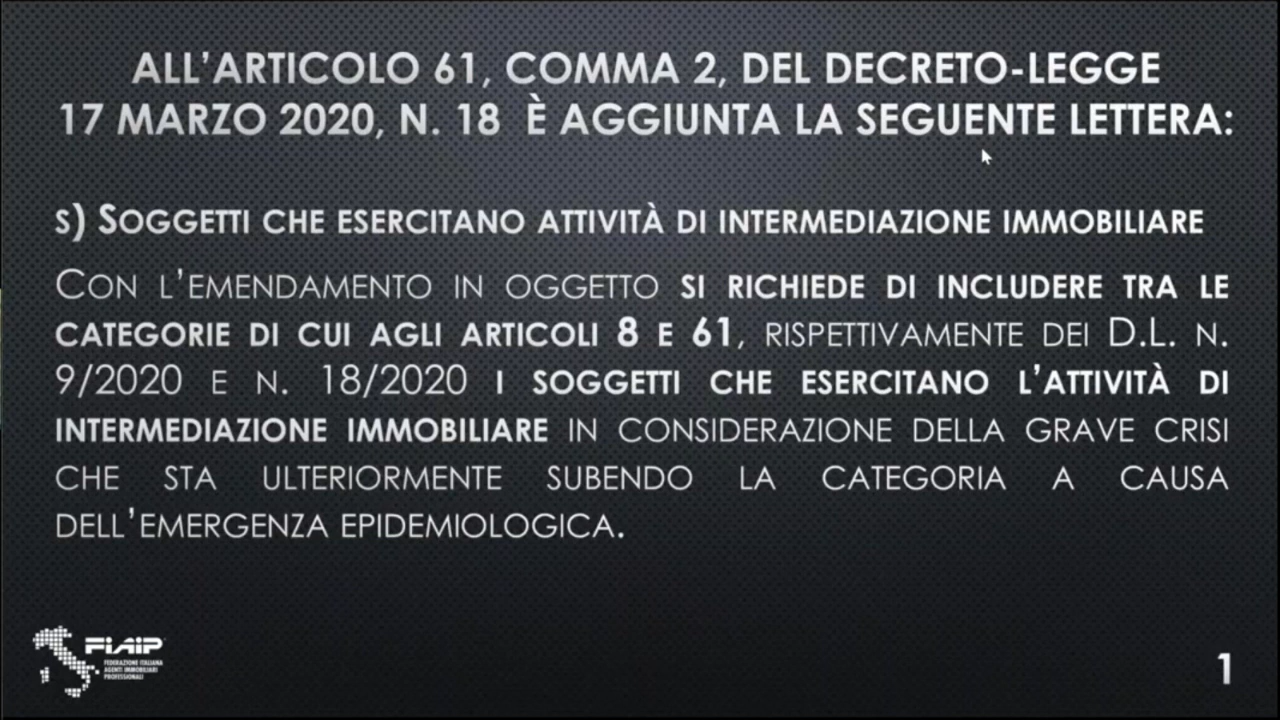 ALL'ARTICOLO 61, COMMA 2, DEL DECRETO-LEGGE
17 MARZO 2020, N. 18 È AGGIUNTA LA SEGUENTE LETTERA:
S) SOGGETTI CHE ESERCITANO ATTIVITÀ DI INTERMEDIAZIONE IMMOBILIARE
CON L'EMENDAMENTO IN OGGETTO SI RICHIEDE DI INCLUDERE TRA LE
CATEGORIE DI CUI AGLI ARTICOLI 8 E 61, RISPETTIVAMENTE DEI D.L. N.
9/2020 E N. 18/2020 I SOGGETTI CHE ESERCITANO L'ATTIVITÀ DI
INTERMEDIAZIONE IMMOBILIARE IN CONSIDERAZIONE DELLA GRAVE CRISI
CHE STA ULTERIORMENTE SUBENDO LA CATEGORIA A CAUSA
DELL'EMERGENZA EPIDEMIOLOGICA.
FIAIP
FEDERAZIONE ITALIANA
AGENTI IMMOBILIARI
PROFESSIONALI
1